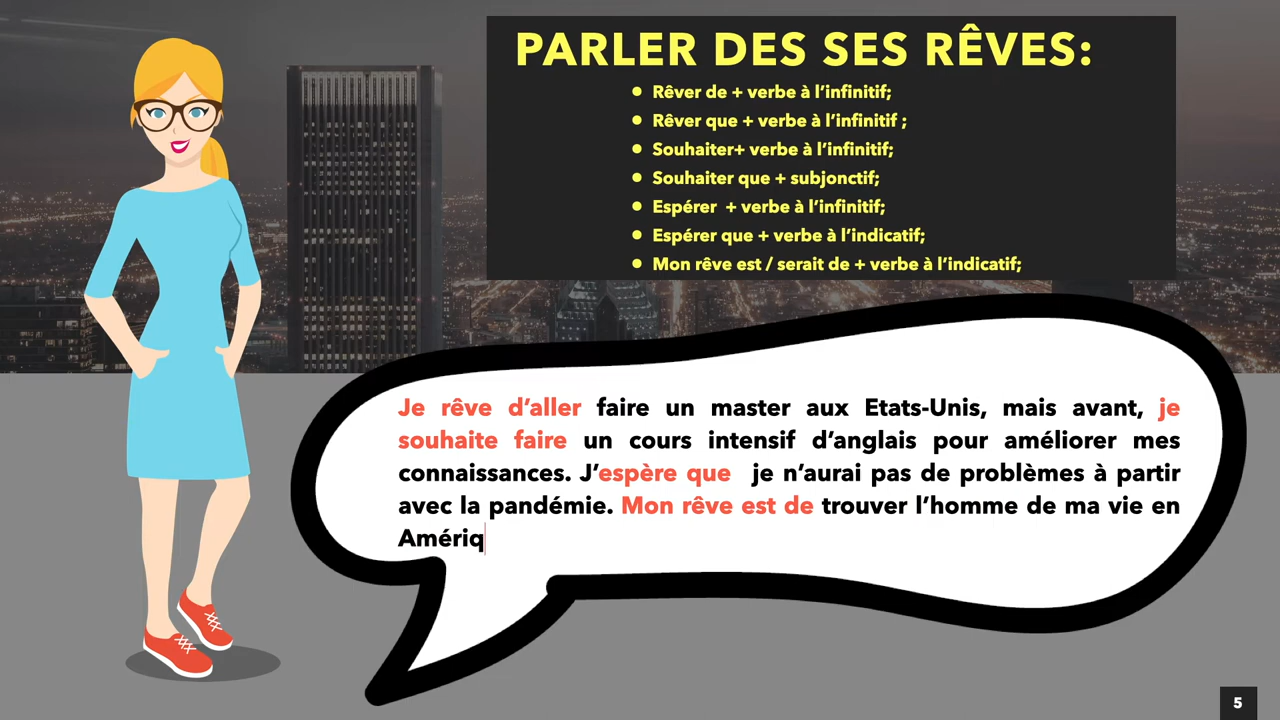 PARLER DES SES RÊVES:
• Rêver de + verbe à l’infinitif;
• Rêver que + verbe à l’infinitif ;
• Souhaiter+ verbe à l’infinitif;
• Souhaiter que + subjonctif;
• Espérer + verbe à l’infinitif;
• Espérer que + verbe à l’indicatif;
• Mon rêve est / serait de + verbe à l’indicatif;
Je rêve d’aller faire un master aux Etats-Unis, mais avant, je
souhaite faire un cours intensif d’anglais pour améliorer mes
connaissances. J’espère que je n’aurai pas de problèmes à partir
avec la pandémie. Mon rêve est de trouver l’homme de ma vie en
Amériq
5